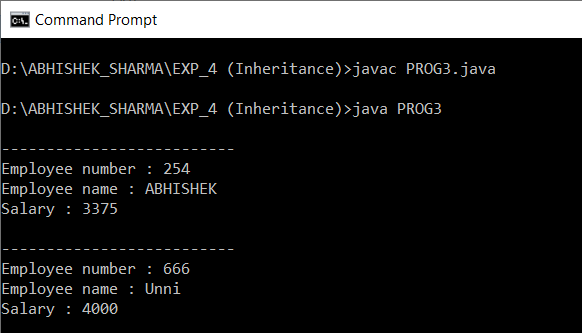 Command Prompt
D:\ABHISHEK_SHARMA\EXP_4 (Inheritance)>javac PROG3.java
D:\ABHISHEK_SHARMA\EXP_4 (Inheritance)>java PROG3
--------------------------
Employee number : 254
Employee name : ABHISHEK
Salary : 3375
--------------------------
Employee number : 666
Employee name : Unni
Salary : 4000